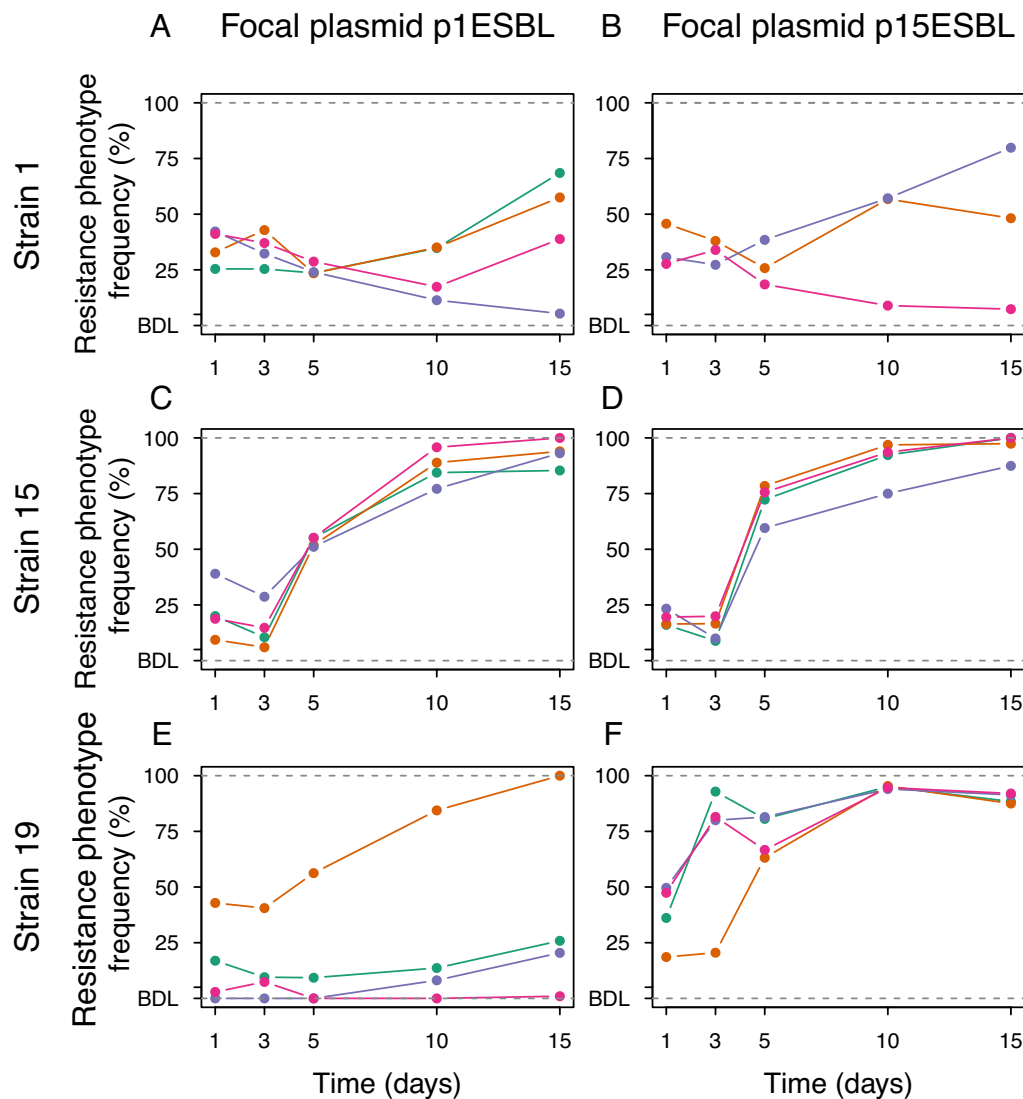 A Focal plasmid p1ESBL
B Focal plasmid p15ESBL
Strain 1
Resistance phenotype
frequency (%)
100
75
50
25
BDL
1 3 5 10 15
1 3 5 10 15
100
75
50
25
BDL
C
D
Strain 15
Resistance phenotype
frequency (%)
100
75
50
25
BDL
1 3 5 10 15
1 3 5 10 15
100
75
50
25
BDL
E
F
Strain 19
Resistance phenotype
frequency (%)
100
75
50
25
BDL
1 3 5 10 15
1 3 5 10 15
100
75
50
25
BDL
Time (days)
Time (days)